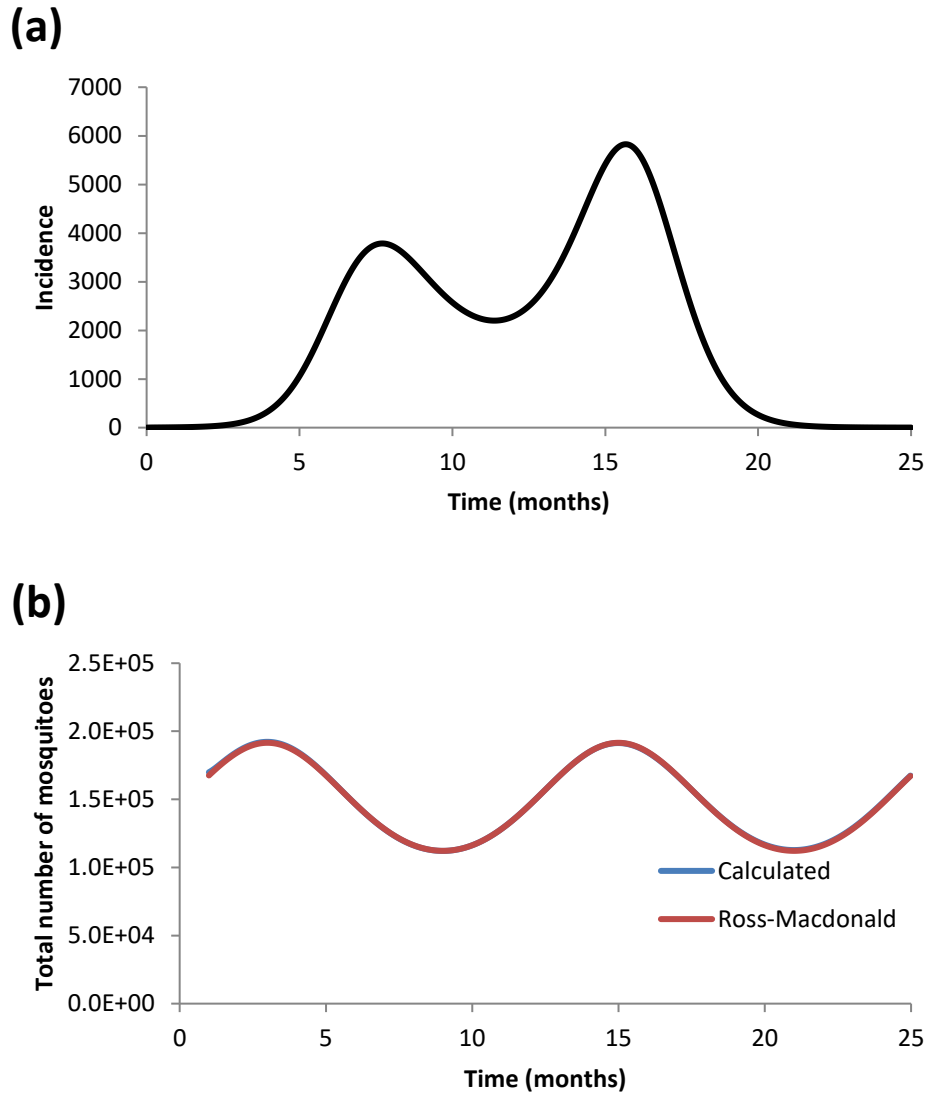 (a)
7000
6000
5000
4000
3000
2000
1000
0
Incidence
0 5 10 15 20 25
Time (months)
(b)
2.5E+05
2.0E+05
1.5E+05
1.0E+05
5.0E+04
0.0E+00
Total number of mosquitoes
Calculated
Ross-Macdonald
0 5 10 15 20 25
Time (months)